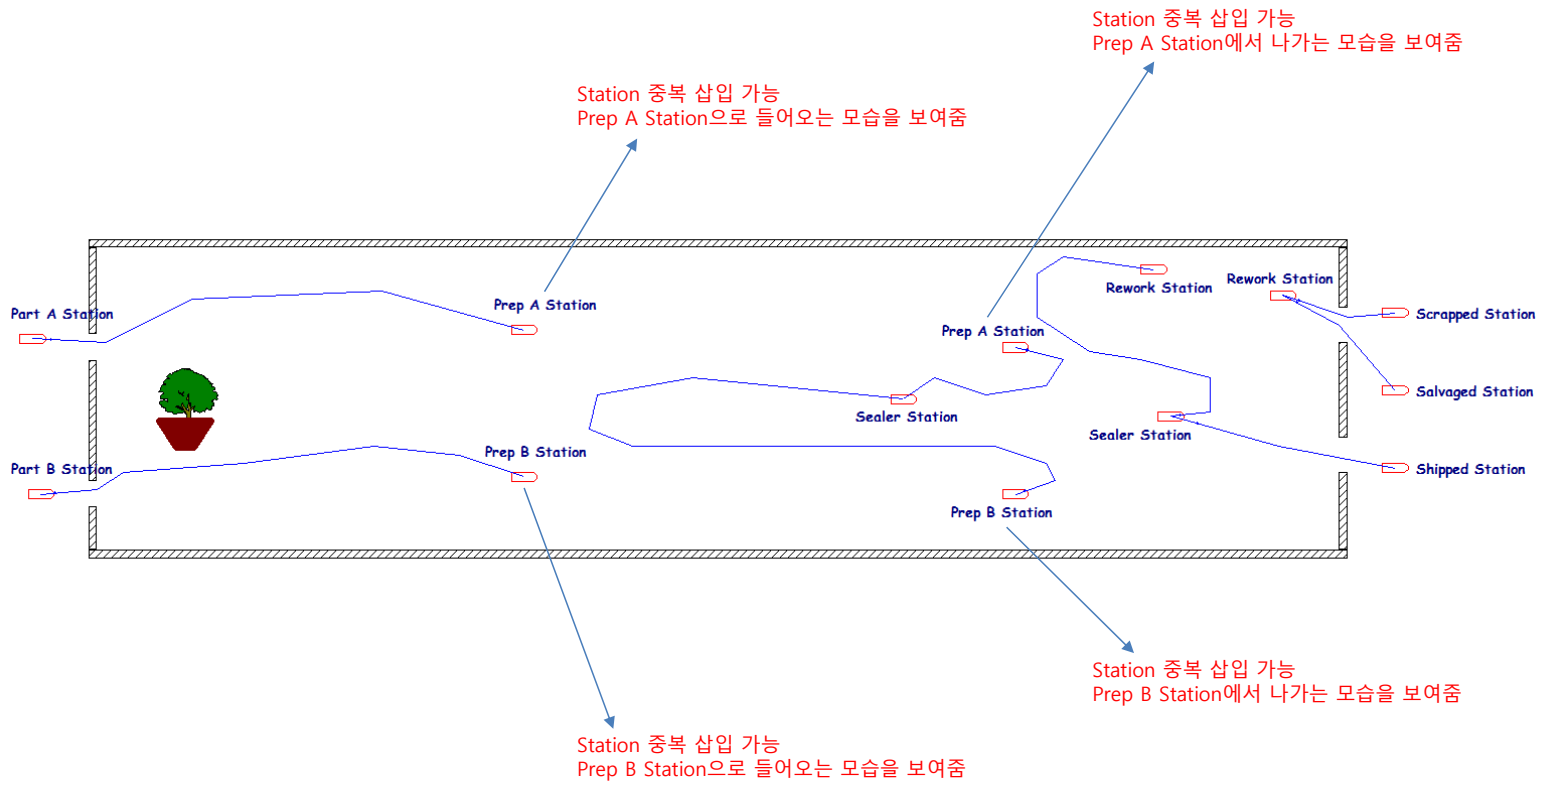 Station 중복 삽입 가능
Prep A Station에서 나가는 모습을 보여줌
Station 중복 삽입 가능
Prep A Station으로 들어오는 모습을 보여줌
Part A Station
Prep A Station
Prep A Station
Rework Station
Rework Station
Scrapped Station
Salvaged Station
Sealer Station
Sealer Station
Part B Station
Prep B Station
Prep B Station
Shipped Station
Station 중복 삽입 가능
Prep B Station에서 나가는 모습을 보여줌
Station 중복 삽입 가능
Prep B Station으로 들어오는 모습을 보여줌